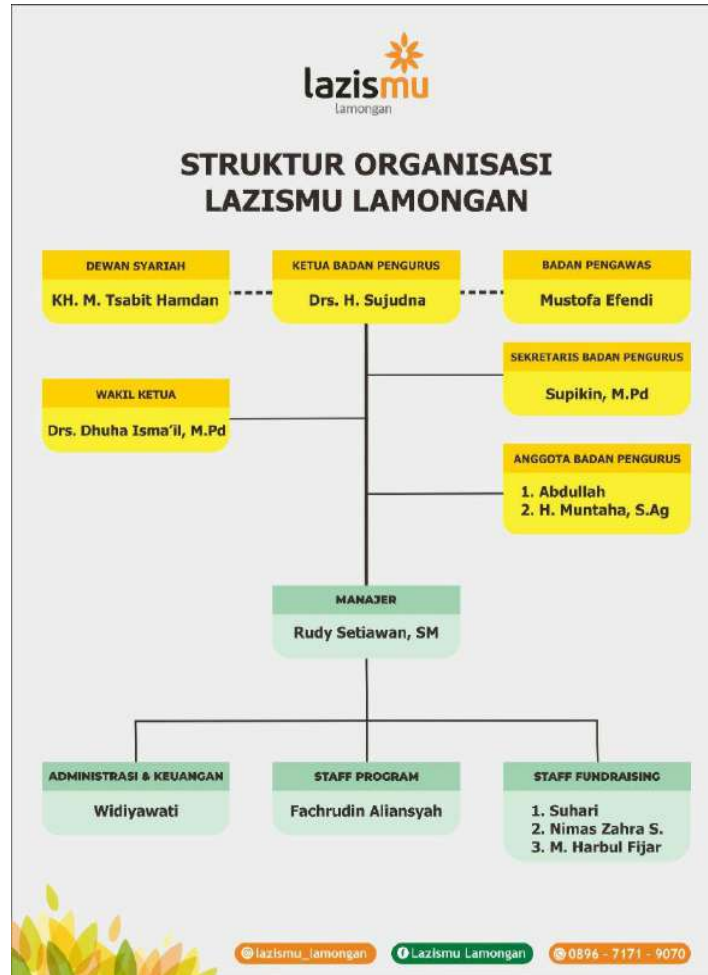 lazismu
lamongan
STRUKTUR ORGANISASI
LAZISMU LAMONGAN
DEWAN SYARIAH
KH. M. Tsabit Hamdan
KETUA BADAN PENGURUS
Drs. H. Sujudna
BADAN PENGAWAS
Mustofa Efendi
SEKRETARIS BADAN PENGURUS
Supikin, M.Pd
WAKIL KETUA
Drs. Dhuha Isma'il, M.Pd
ANGGOTA BADAN PENGURUS
1. Abdullah
2. H. Muntaha, S.Ag
MANAJER
Rudy Setiawan, SM
ADMINISTRASI & KEUANGAN
Widiyawati
STAFF PROGRAM
Fachrudin Aliansyah
STAFF FUNDRAISING
1. Suhari
2. Nimas Zahra S.
3. M. Harbul Fijar
@lazismu_lamongan
Lazismu Lamongan
0896 - 7171 - 9070